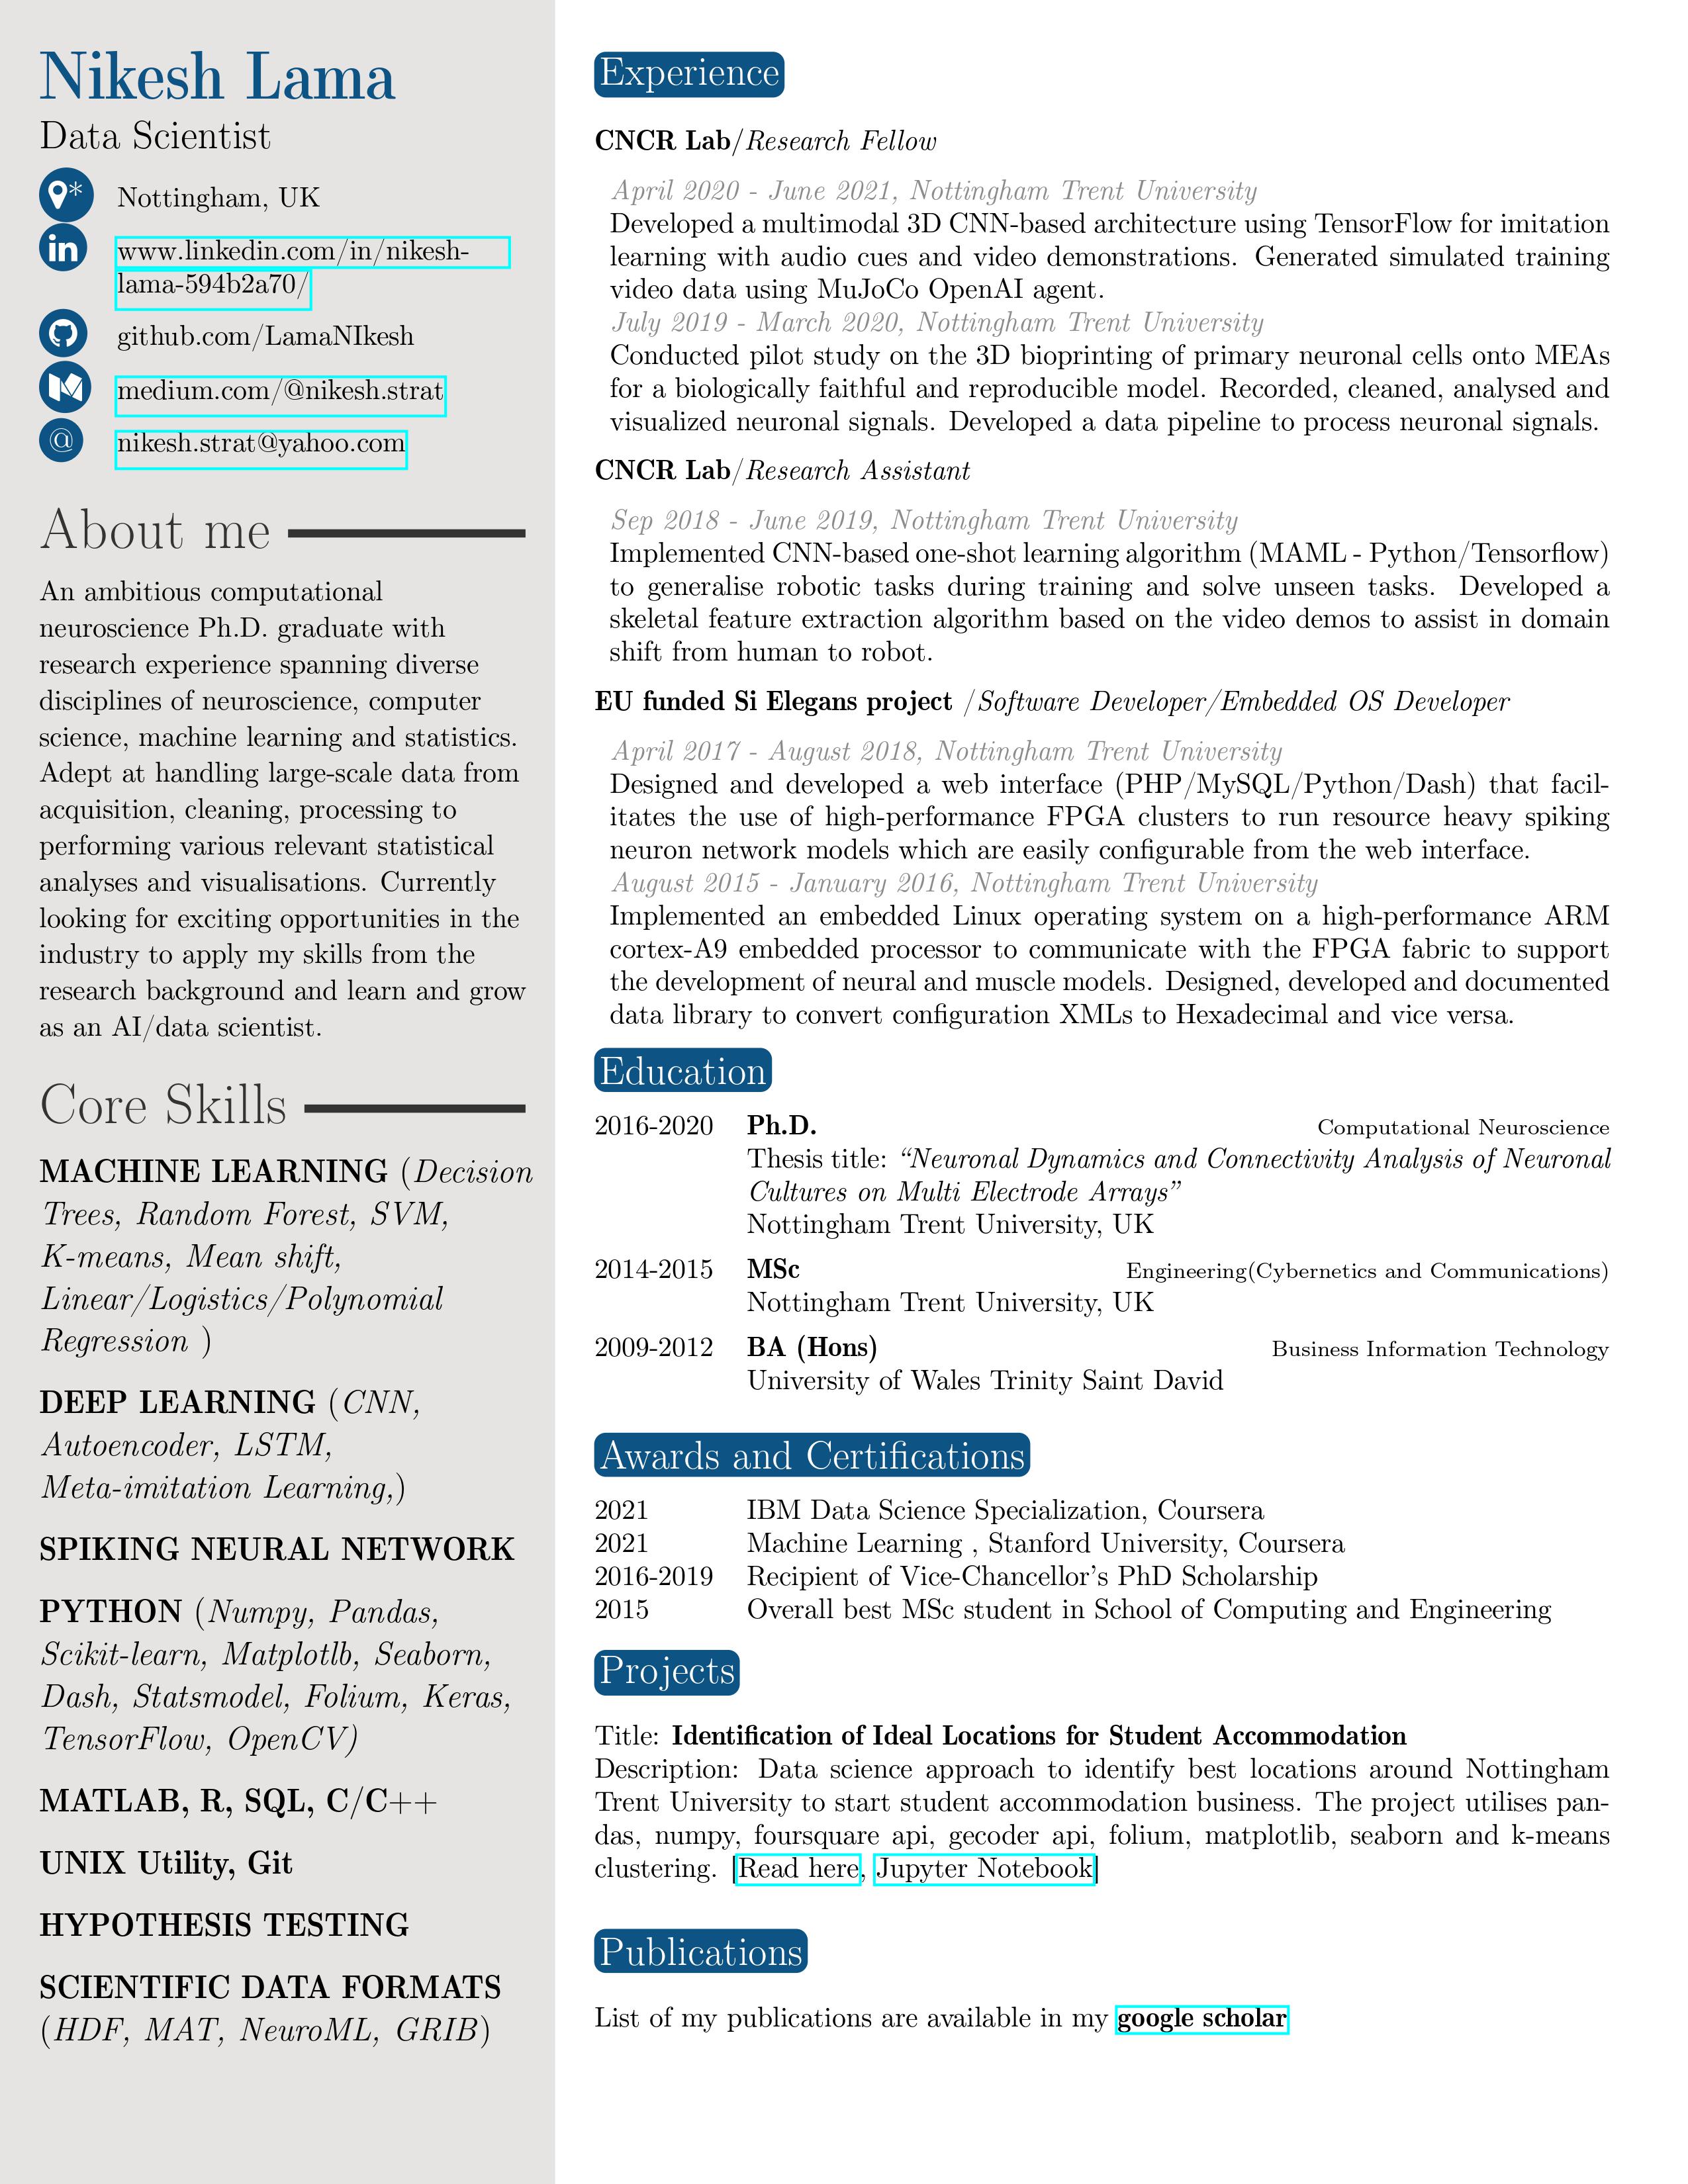 Nikesh Lama
Data Scientist
*
Nottingham, UK
www.linkedin.com/in/nikesh-
lama-594b2a70/
github.com/LamaNIkesh
medium.com/@nikesh.strat
@ nikesh.strat@yahoo.com
About me
An ambitious computational
neuroscience Ph.D. graduate with
research experience spanning diverse
disciplines of neuroscience, computer
science, machine learning and statistics.
Adept at handling large-scale data from
acquisition, cleaning, processing to
performing various relevant statistical
analyses and visualisations. Currently
looking for exciting opportunities in the
industry to apply my skills from the
research background and learn and grow
as an AI/data scientist.
Core Skills
MACHINE LEARNING (Decision
Trees, Random Forest, SVM,
K-means, Mean shift,
Linear/Logistics/Polynomial
Regression )
DEEP LEARNING (CNN,
Autoencoder, LSTM,
Meta-imitation Learning,)
SPIKING NEURAL NETWORK
PYTHON (Numpy, Pandas,
Scikit-learn, Matplotlb, Seaborn,
Dash, Statsmodel, Folium, Keras,
TensorFlow, OpenCV)
MATLAB, R, SQL, C/C++
UNIX Utility, Git
HYPOTHESIS TESTING
SCIENTIFIC DATA FORMATS
(HDF, MAT, NeuroML, GRIB)
Experience
CNCR Lab/Research Fellow
April 2020 - June 2021, Nottingham Trent University
Developed a multimodal 3D CNN-based architecture using TensorFlow for imitation
learning with audio cues and video demonstrations. Generated simulated training
video data using MuJoCo OpenAI agent.
July 2019 - March 2020, Nottingham Trent University
Conducted pilot study on the 3D bioprinting of primary neuronal cells onto MEAs
for a biologically faithful and reproducible model. Recorded, cleaned, analysed and
visualized neuronal signals. Developed a data pipeline to process neuronal signals.
CNCR Lab/Research Assistant
Sep 2018 - June 2019, Nottingham Trent University
Implemented CNN-based one-shot learning algorithm (MAML - Python/Tensorflow)
to generalise robotic tasks during training and solve unseen tasks. Developed a
skeletal feature extraction algorithm based on the video demos to assist in domain
shift from human to robot.
EU funded Si Elegans project /Software Developer/Embedded OS Developer
April 2017 - August 2018, Nottingham Trent University
Designed and developed a web interface (PHP/MySQL/Python/Dash) that facil-
itates the use of high-performance FPGA clusters to run resource heavy spiking
neuron network models which are easily configurable from the web interface.
August 2015 - January 2016, Nottingham Trent University
Implemented an embedded Linux operating system on a high-performance ARM
cortex-A9 embedded processor to communicate with the FPGA fabric to support
the development of neural and muscle models. Designed, developed and documented
data library to convert configuration XMLs to Hexadecimal and vice versa.
Education
2016-2020 Ph.D. Computational Neuroscience
Thesis title: “Neuronal Dynamics and Connectivity Analysis of Neuronal
Cultures on Multi Electrode Arrays”
Nottingham Trent University, UK
2014-2015 MSc Engineering(Cybernetics and Communications)
Nottingham Trent University, UK
2009-2012 BA (Hons) Business Information Technology
University of Wales Trinity Saint David
Awards and Certifications
2021 IBM Data Science Specialization, Coursera
2021 Machine Learning , Stanford University, Coursera
2016-2019 Recipient of Vice-Chancellor’s PhD Scholarship
2015 Overall best MSc student in School of Computing and Engineering
Projects
Title: Identification of Ideal Locations for Student Accommodation
Description: Data science approach to identify best locations around Nottingham
Trent University to start student accommodation business. The project utilises pan-
das, numpy, foursquare api, gecoder api, folium, matplotlib, seaborn and k-means
clustering. [Read here, Jupyter Notebook]
Publications
List of my publications are available in my google scholar